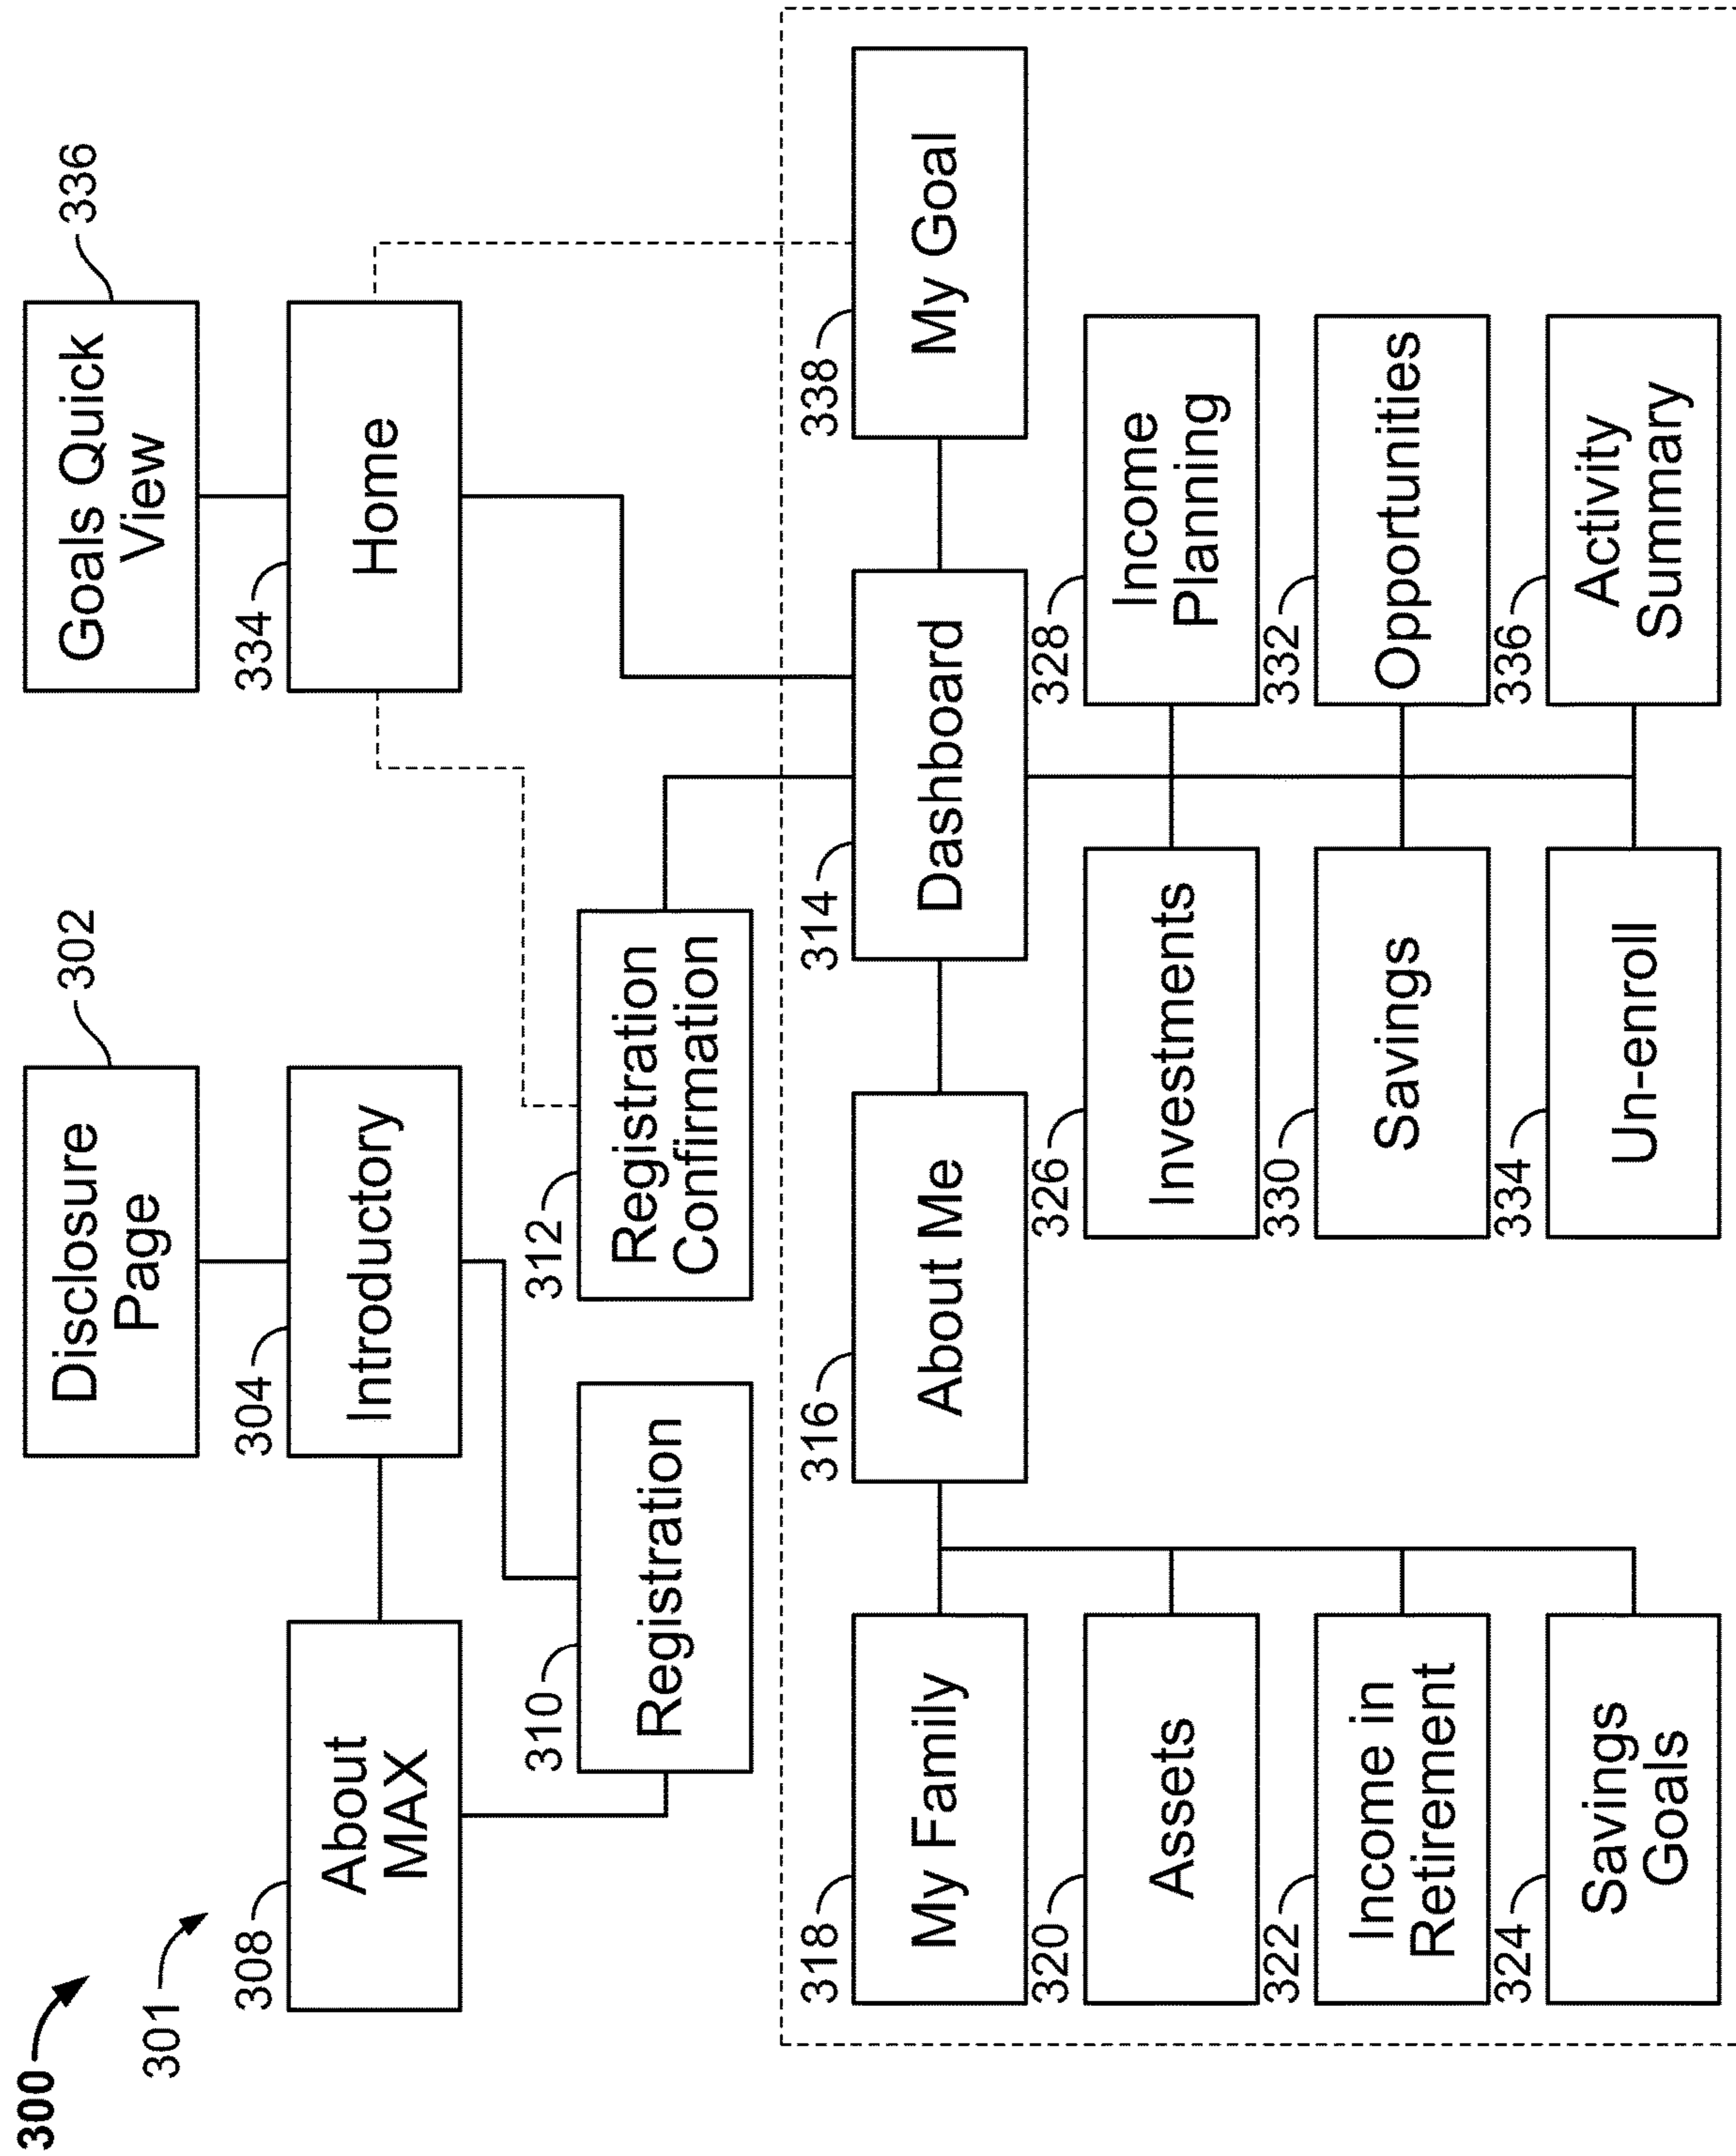 300
301
Disclosure
Page
302
Goals Quick
View
336
308
About
MAX
304
Introductory
334
Home
310
Registration
312
Registration
Confirmation
318
My Family
316
About Me
314
Dashboard
338
My Goal
320
Assets
326
Investments
328
Income
Planning
322
Income in
Retirement
330
Savings
332
Opportunities
324
Savings
Goals
334
Un-enroll
336
Activity
Summary